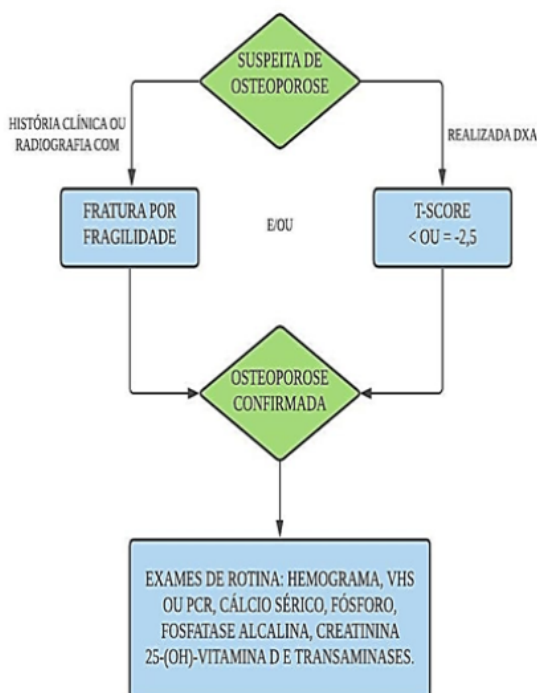 SUSPEITA DE
OSTEOPOROSE
HISTÓRIA CLÍNICA OU
RADIOGRAFIA COM
REALIZADA DXA
FRATURA POR
FRAGILIDADE
E/OU
T-SCORE
< OU = -2,5
OSTEOPOROSE
CONFIRMADA
EXAMES DE ROTINA: HEMOGRAMA, VHS
OU PCR, CÁLCIO SÉRICO, FÓSFORO,
FOSFATASE ALCALINA, CREATININA
25-(OH)-VITAMINA D E TRANSAMINASES.